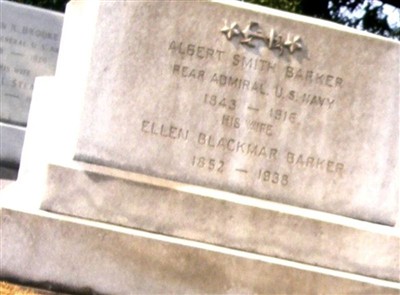 ALBERT SMITH BARKER
REAR ADMIRAL U.S. NAVY
1843 — 1916
HIS WIFE
ELLEN BLACKMAR BARKER
1852 — 1938